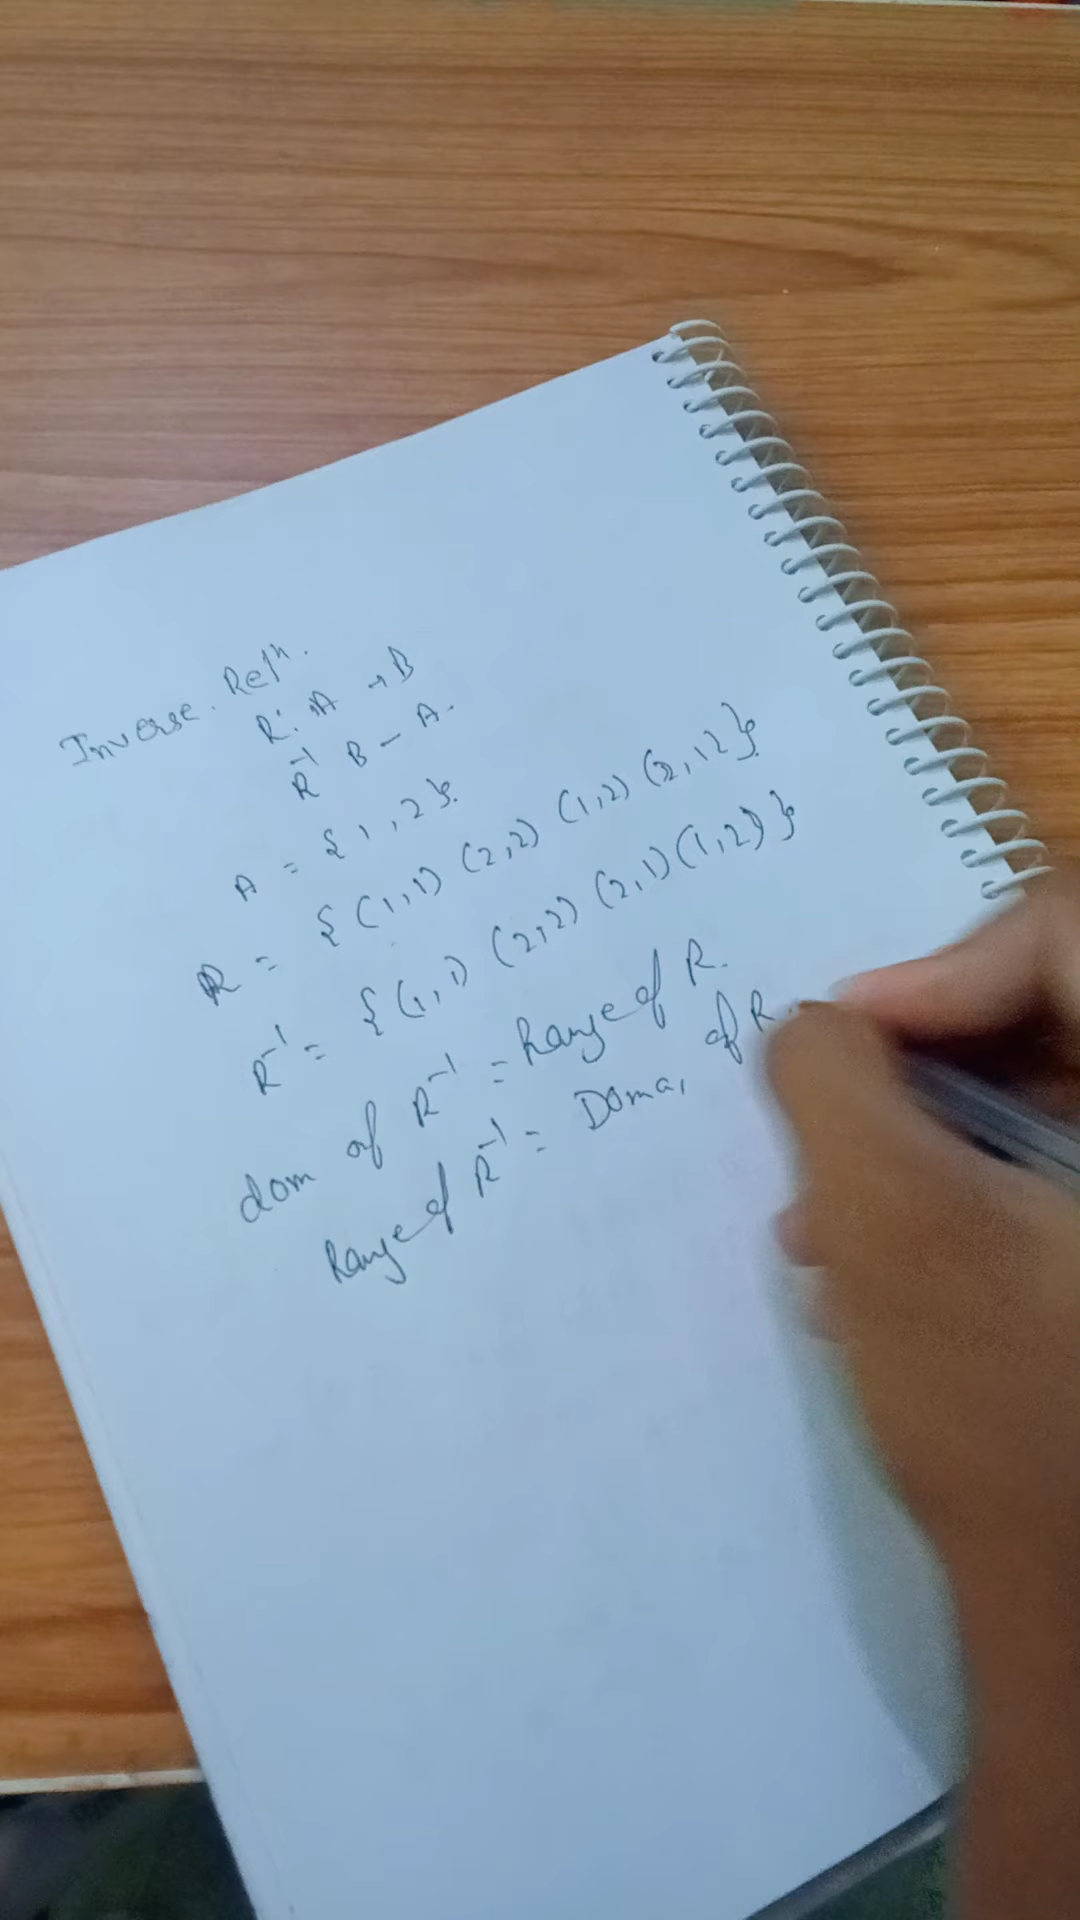 Inverse. Rel^n.
R: A → B
R^-1 B - A.
A = {1, 2}.
R = {(1,1) (2,2) (1,2) (2,1)}.
R^-1 = {(1,1) (2,2) (2,1) (1,2)}
dom of R^-1 = Range of R.
Range of R^-1 = Domai of R.